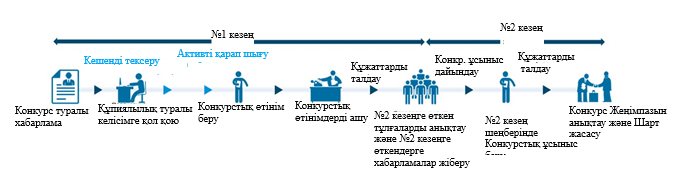 №1 кезең
№2 кезең
Кешенді тексеру
Активті қарап шығу
Құжаттарды
талдау
Конкр. ұсыныс
дайындау
Құжаттарды
талдау
Конкурс туралы
хабарлама
Құпиялылық туралы
келісімге қол қою
Конкурстық өтінім
беру
Конкурстық
өтінімдерді ашу
№2 кезеңге өткен
тұлғаларды анықтау
және №2 кезеңге
өткендерге
хабарламалар жіберу
№2 кезең
шеңберінде
Конкурстық ұсыныс
Конкурс Жеңімпазын
анықтау және Шарт
жасасу